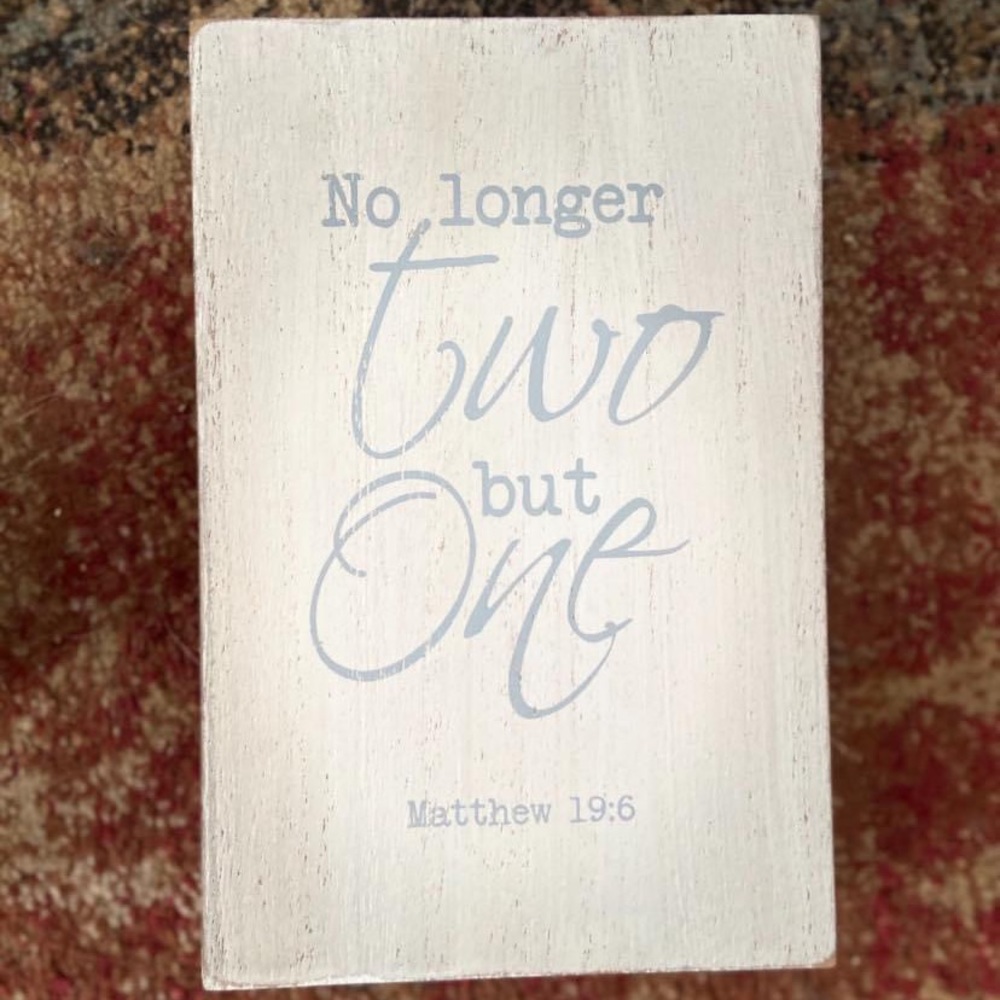 No longer
two
but
One
Matthew 19:6